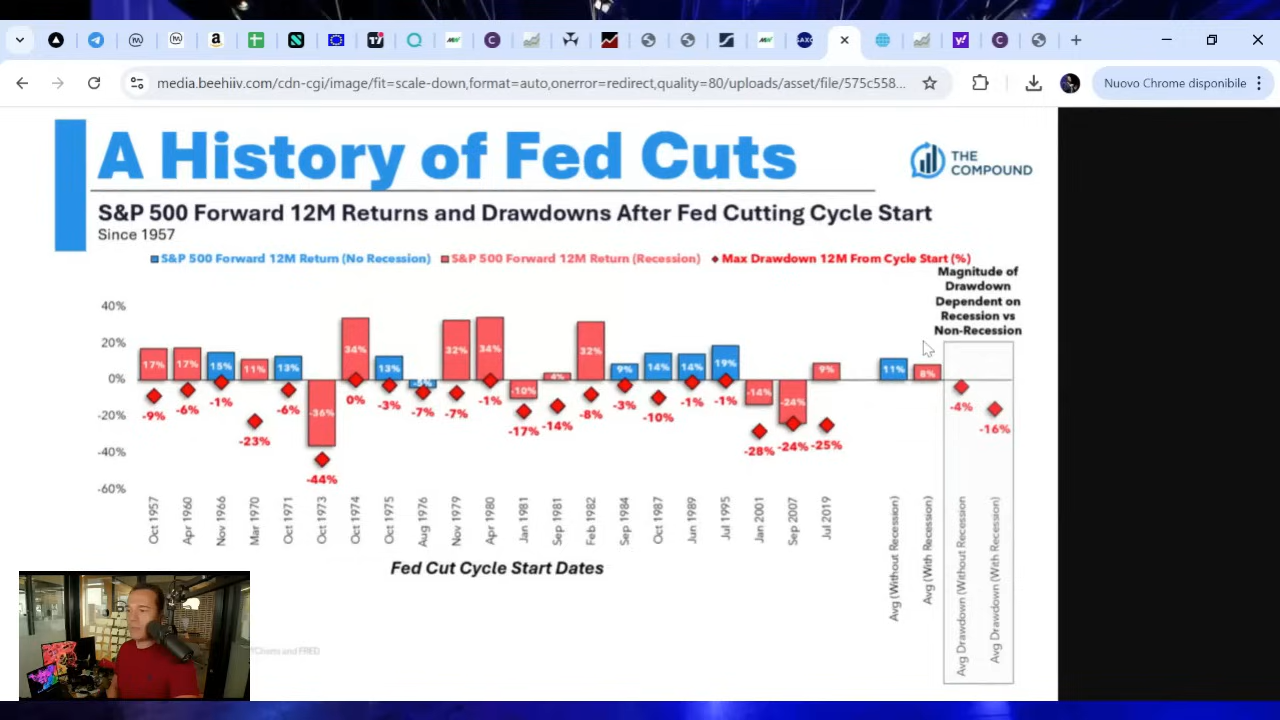 media.beehiiv.com/cdn-cgi/image/fit=scale-down,format=auto,onerror=redirect,quality=80/uploads/asset/file/575c558...
Nuovo Chrome disponibile
A History of Fed Cuts
THE
COMPOUND
S&P 500 Forward 12M Returns and Drawdowns After Fed Cutting Cycle Start
Since 1957
S&P 500 Forward 12M Return (No Recession) S&P 500 Forward 12M Return (Recession) Max Drawdown 12M From Cycle Start (%)
Magnitude of
Drawdown
Dependent on
Recession vs
Non-Recession
40%
20%
0%
-20%
-40%
-60%
17% 17% 15% 11% 13% -36% 34% 13% 32% 34% -10% 4% 32% 9% 14% 14% 19% -14% -24% 9% 11% 8%
-9% -6% -1% -23% -6% -44% 0% -3% -7% -7% -1% -17% -14% -8% -3% -10% -1% -1% -28% -24% -25% -4% -16%
Oct 1957
Apr 1960
Nov 1966
Mar 1970
Oct 1971
Oct 1973
Oct 1974
Oct 1975
Aug 1976
Nov 1979
Apr 1980
Jan 1981
Sep 1981
Feb 1982
Sep 1984
Oct 1987
Jun 1989
Jul 1995
Jan 2001
Sep 2007
Jul 2019
Avg (Without Recession)
Avg (With Recession)
Avg Drawdown (Without Recession)
Avg Drawdown (With Recession)
Fed Cut Cycle Start Dates
YCharts and FRED)